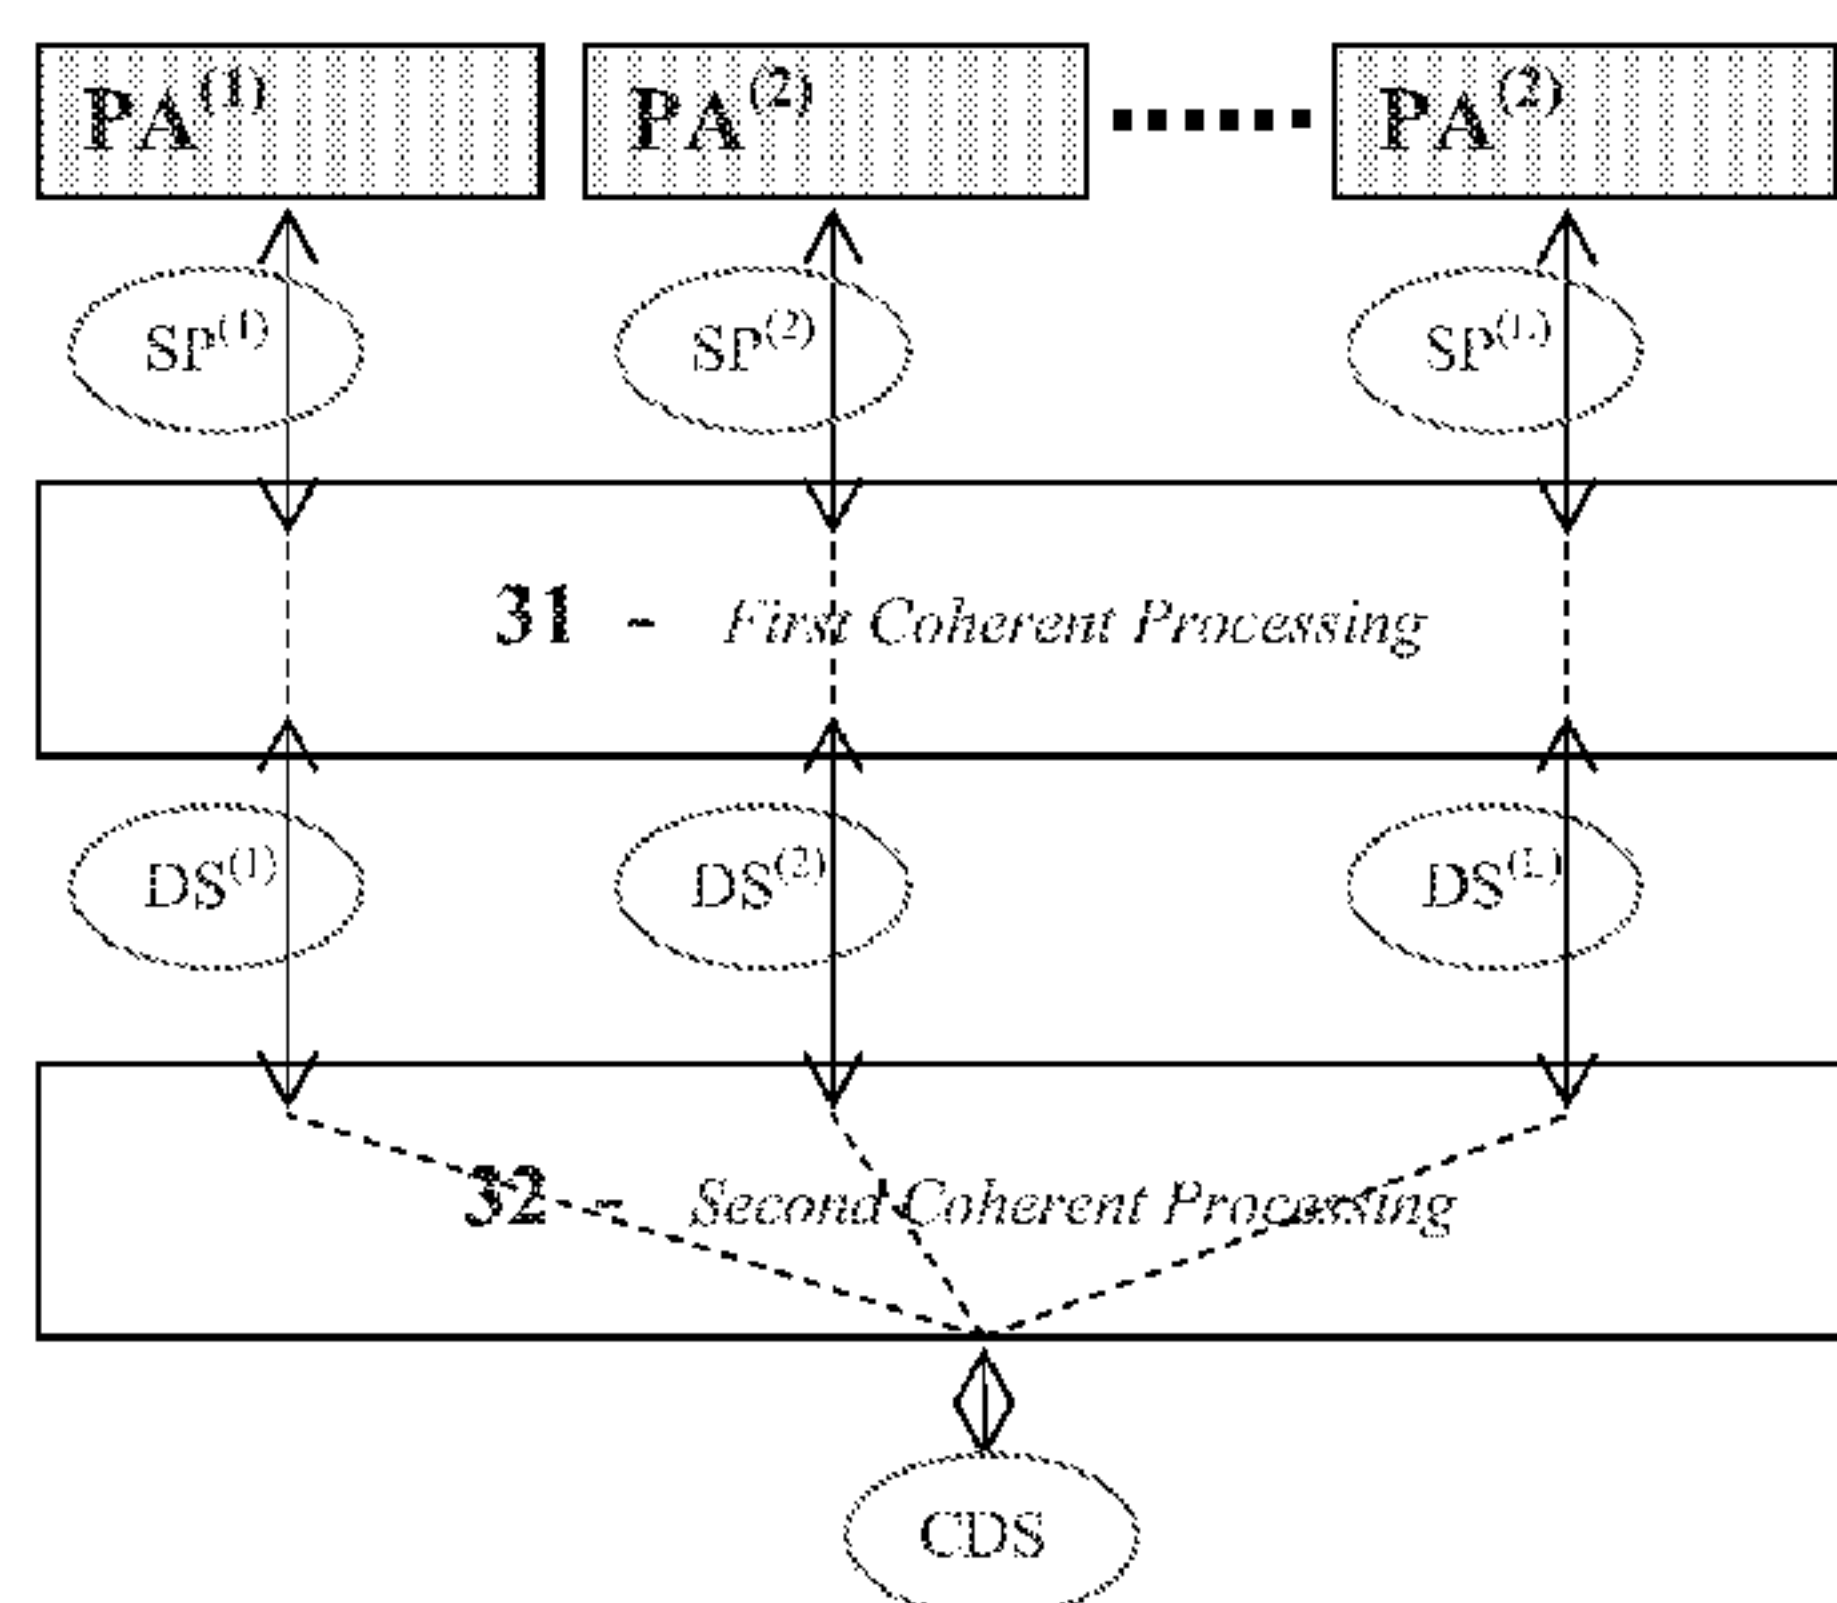 PA(1) PA(2) PA(2)
SP(1) SP(2) SP(L)
31 - First Coherent Processing
DS(1) DS(2) DS(L)
32 - Second Coherent Processing
CDS